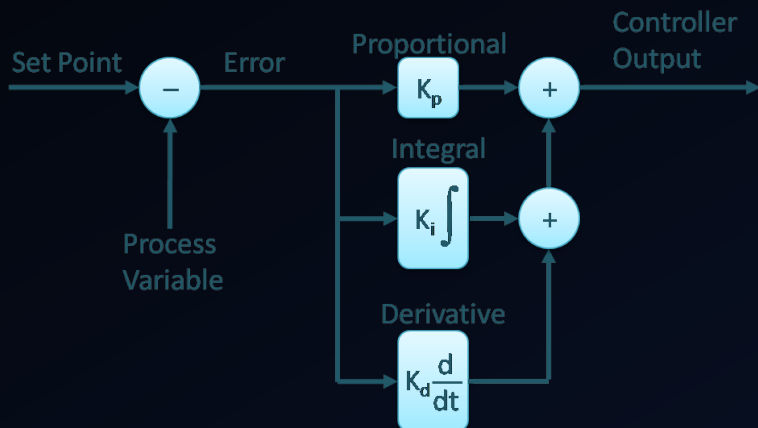 Set Point
−
Error
Proportional
Kp
+
Controller
Output
Integral
Ki ∫
+
Process
Variable
Derivative
Kd d
dt